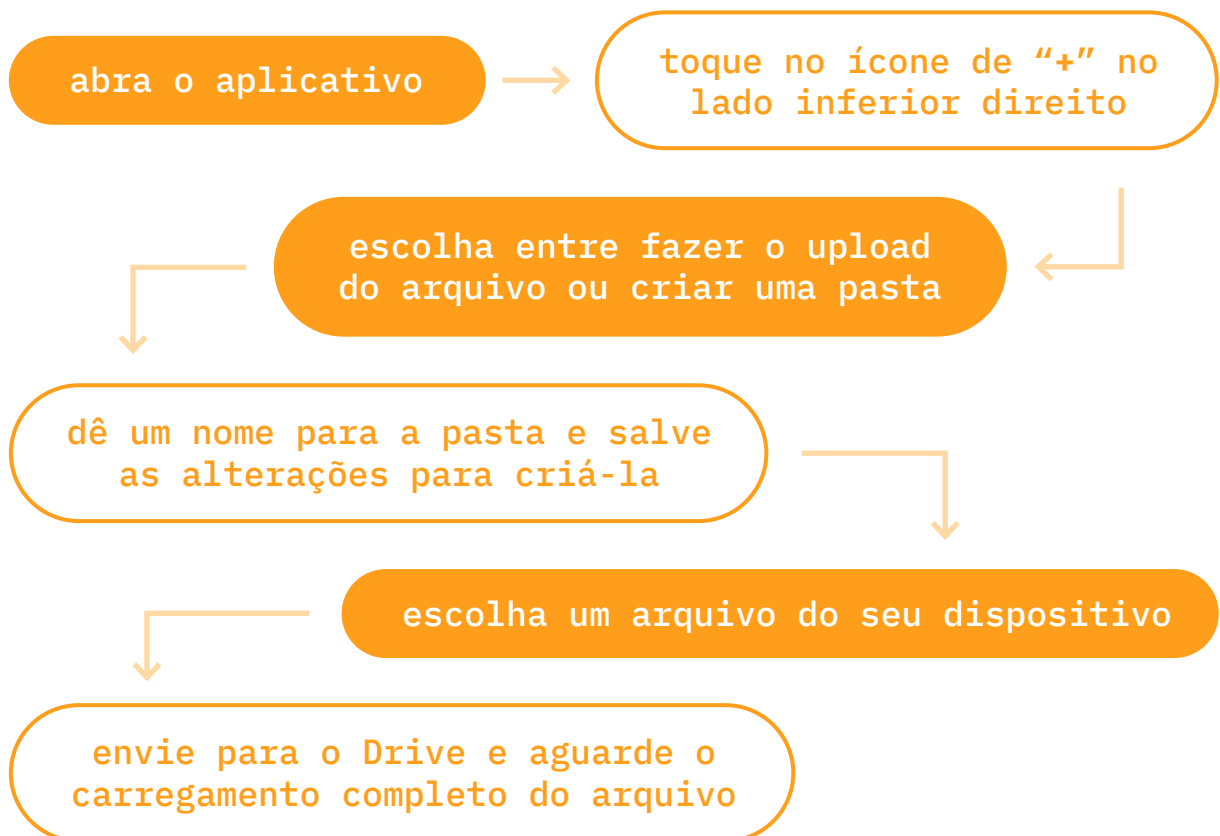 abra o aplicativo
toque no ícone de “+” no
lado inferior direito
escolha entre fazer o upload
do arquivo ou criar uma pasta
dê um nome para a pasta e salve
as alterações para criá-la
escolha um arquivo do seu dispositivo
envie para o Drive e aguarde o
carregamento completo do arquivo